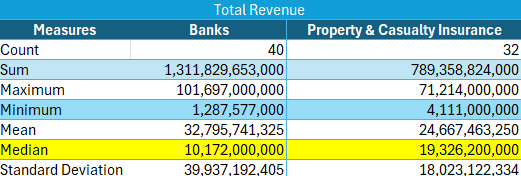 Total Revenue
Measures Banks Property & Casualty Insurance
Count 40 32
Sum 1,311,829,653,000 789,358,824,000
Maximum 101,697,000,000 71,214,000,000
Minimum 1,287,577,000 4,111,000,000
Mean 32,795,741,325 24,667,463,250
Median 10,172,000,000 19,326,200,000
Standard Deviation 39,937,192,405 18,023,122,334